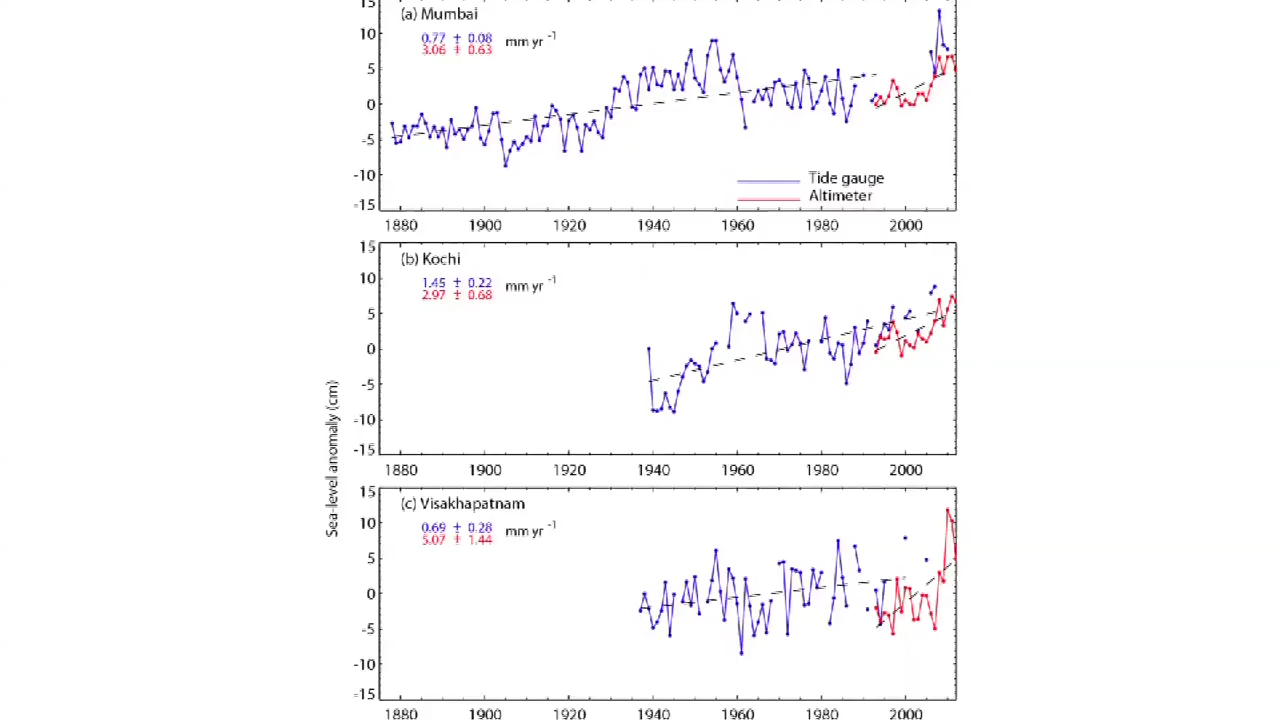 15
(a) Mumbai
10
0.77 ± 0.08
3.06 ± 0.63
mm yr -1
5
0
-5
-10
Tide gauge
Altimeter
-15
1880 1900 1920 1940 1960 1980 2000
15
(b) Kochi
10
1.45 ± 0.22
2.97 ± 0.68
mm yr -1
5
0
-5
-10
-15
1880 1900 1920 1940 1960 1980 2000
Sea-level anomaly (cm)
15
(c) Visakhapatnam
10
0.69 ± 0.28
5.07 ± 1.44
mm yr -1
5
0
-5
-10
-15
1880 1900 1920 1940 1960 1980 2000